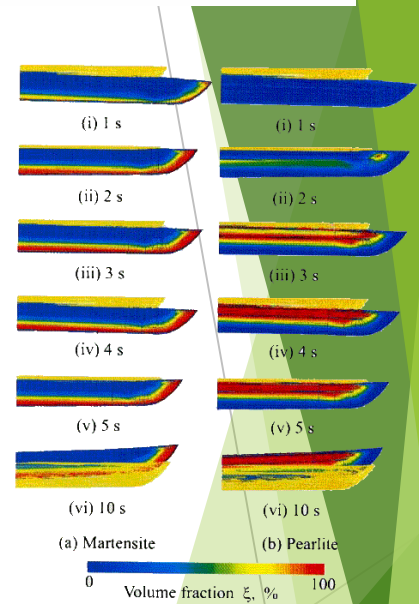 (i) 1 s (i) 1 s
(ii) 2 s (ii) 2 s
(iii) 3 s (iii) 3 s
(iv) 4 s (iv) 4 s
(v) 5 s (v) 5 s
(vi) 10 s (vi) 10 s
(a) Martensite (b) Pearlite
0 100
Volume fraction ξ, %